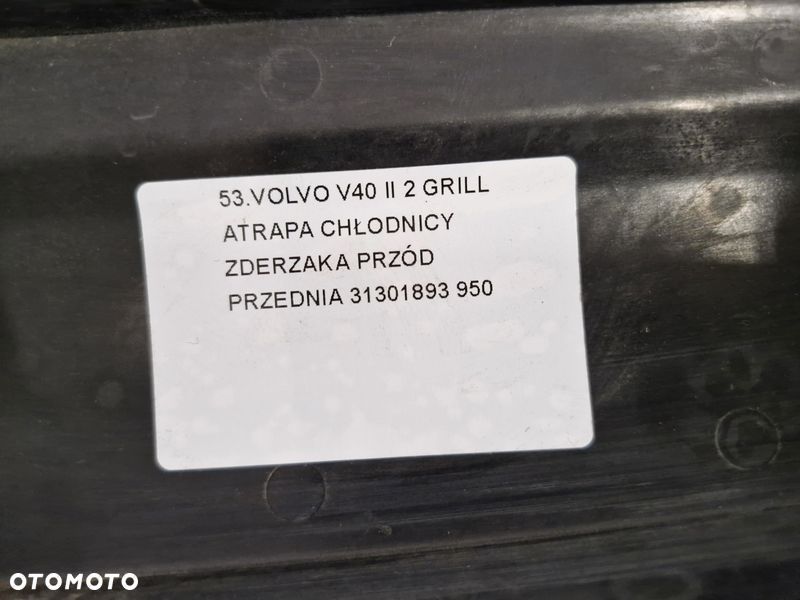 53.VOLVO V40 II 2 GRILL
ATRAPA CHŁODNICY
ZDERZAKA PRZÓD
PRZEDNIA 31301893 950
OTOMOTO